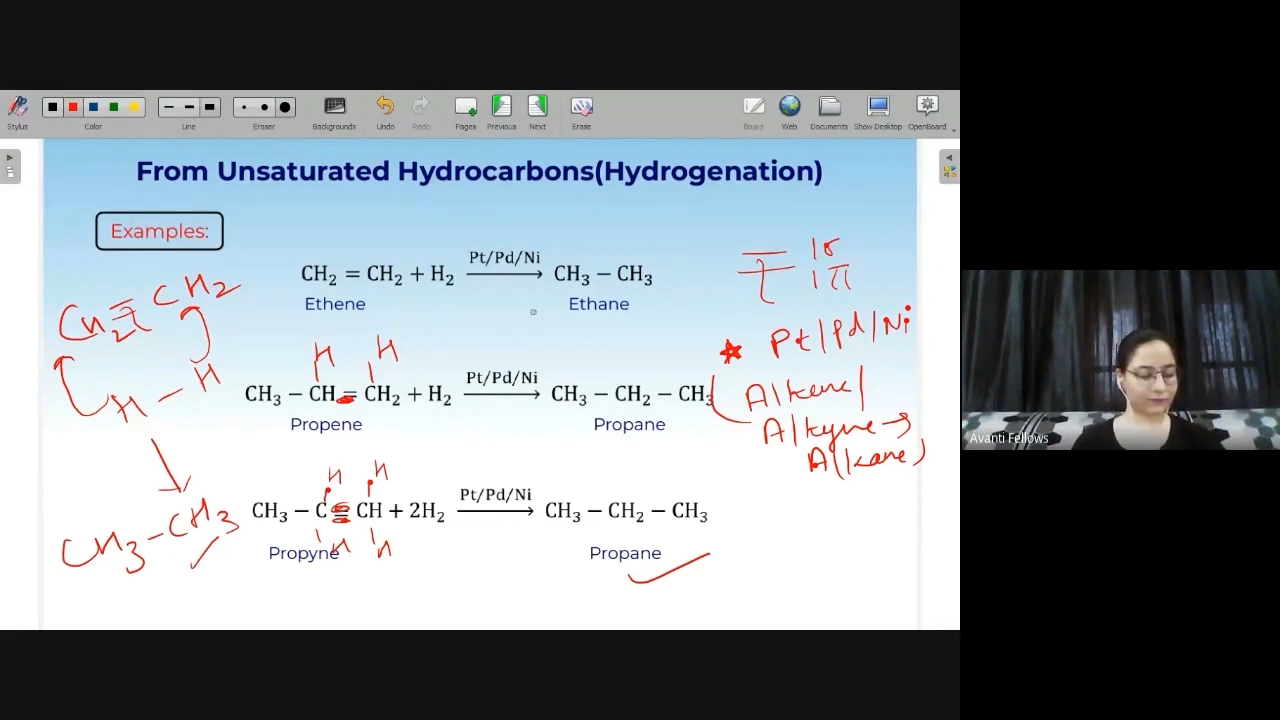 Stylus Color Line Eraser Backgrounds Undo Redo Pages Previous Next Erase Board Web Documents Show Desktop OpenBoard
From Unsaturated Hydrocarbons(Hydrogenation)
Examples:
CH₂ = CH₂ + H₂ Pt/Pd/Ni⟶ CH₃ − CH₃
Ethene Ethane
CH₃ − CH = CH₂ + H₂ Pt/Pd/Ni⟶ CH₃ − CH₂ − CH₃
Propene Propane
CH₃ − C ≡ CH + 2H₂ Pt/Pd/Ni⟶ CH₃ − CH₂ − CH₃
Propyne Propane
CH₂ = CH₂
H − H
CH₃ − CH₃
H H
H H
H H
1σ
1π
Pt/Pd/Ni
Alkene/
Alkyne →
Alkane)
Avanti Fellows